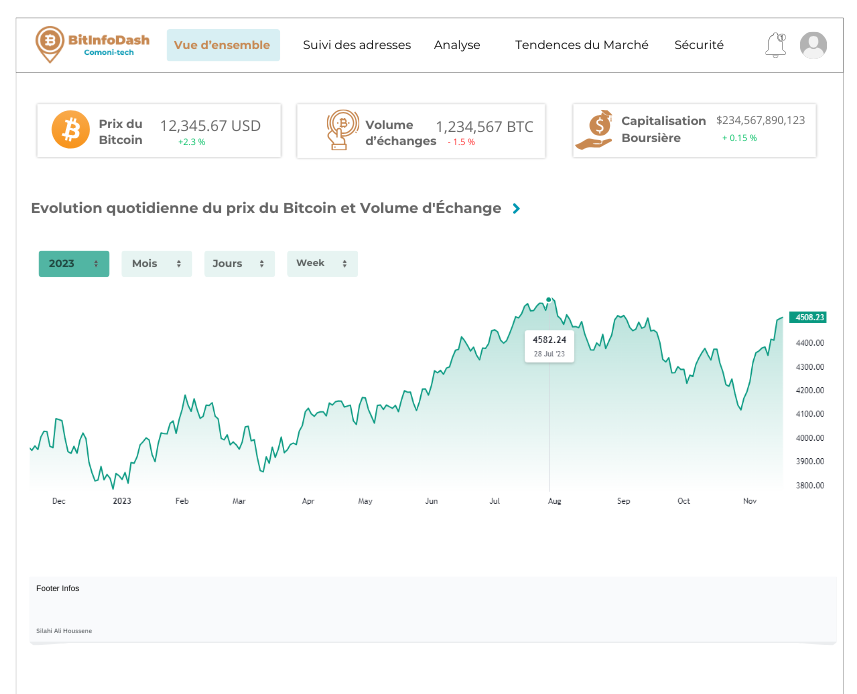 BitInfoDash
Comoni-tech
Vue d'ensemble
Suivi des adresses
Analyse
Tendences du Marché
Sécurité
Prix du
Bitcoin
12,345.67 USD
+2.3 %
Volume
d'échanges
1,234,567 BTC
- 1.5 %
Capitalisation
Boursière
$234,567,890,123
+ 0.15 %
Evolution quotidienne du prix du Bitcoin et Volume d'Échange
2023
Mois
Jours
Week
4582.24
28 Jul '23
4508.23
4400.00
4300.00
4200.00
4100.00
4000.00
3900.00
3800.00
Dec
2023
Feb
Mar
Apr
May
Jun
Jul
Aug
Sep
Oct
Nov
Footer Infos
Silahi Ali Houssene